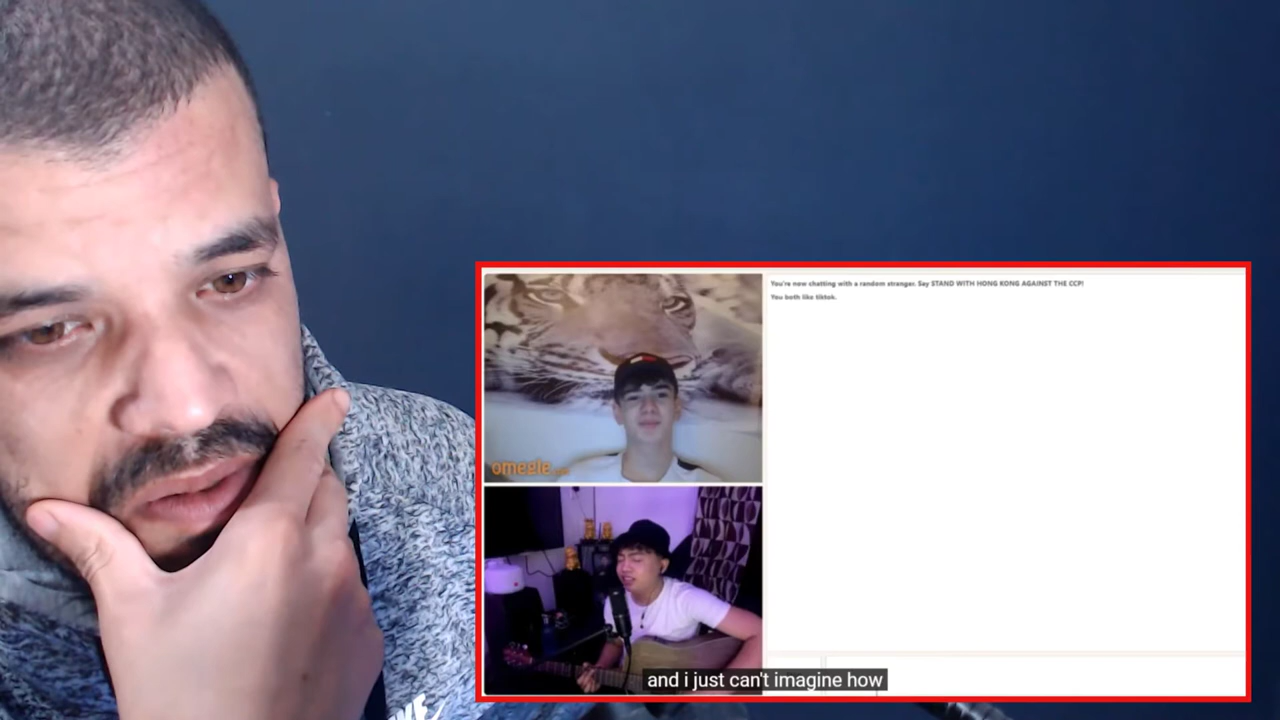 You're now chatting with a random stranger. Say STAND WITH HONG KONG AGAINST THE CCP!
You both like tiktok.
omegle
and i just can't imagine how